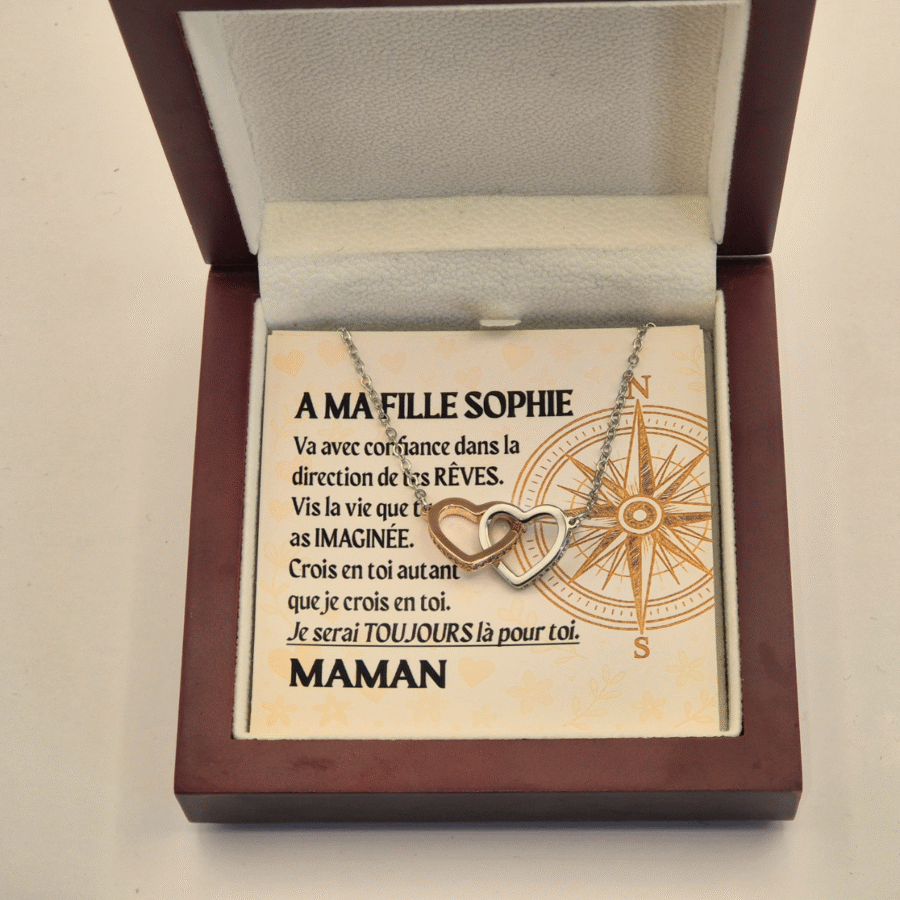 A MA FILLE SOPHIE
Va avec confiance dans la
direction de tes RÊVES.
Vis la vie que
as IMAGINÉE.
Crois en toi autant
que je crois en toi.
Je serai TOUJOURS là pour toi.
MAMAN
N
S